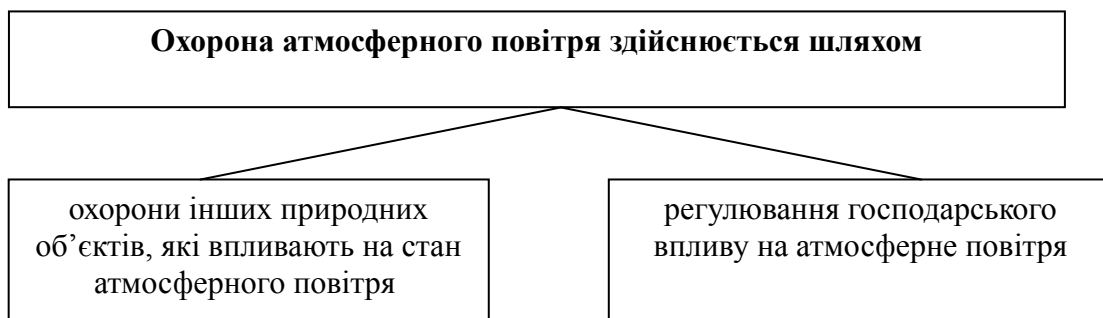 Охорона атмосферного повітря здійснюється шляхом
охорони інших природних
об’єктів, які впливають на стан
атмосферного повітря
регулювання господарського
впливу на атмосферне повітря